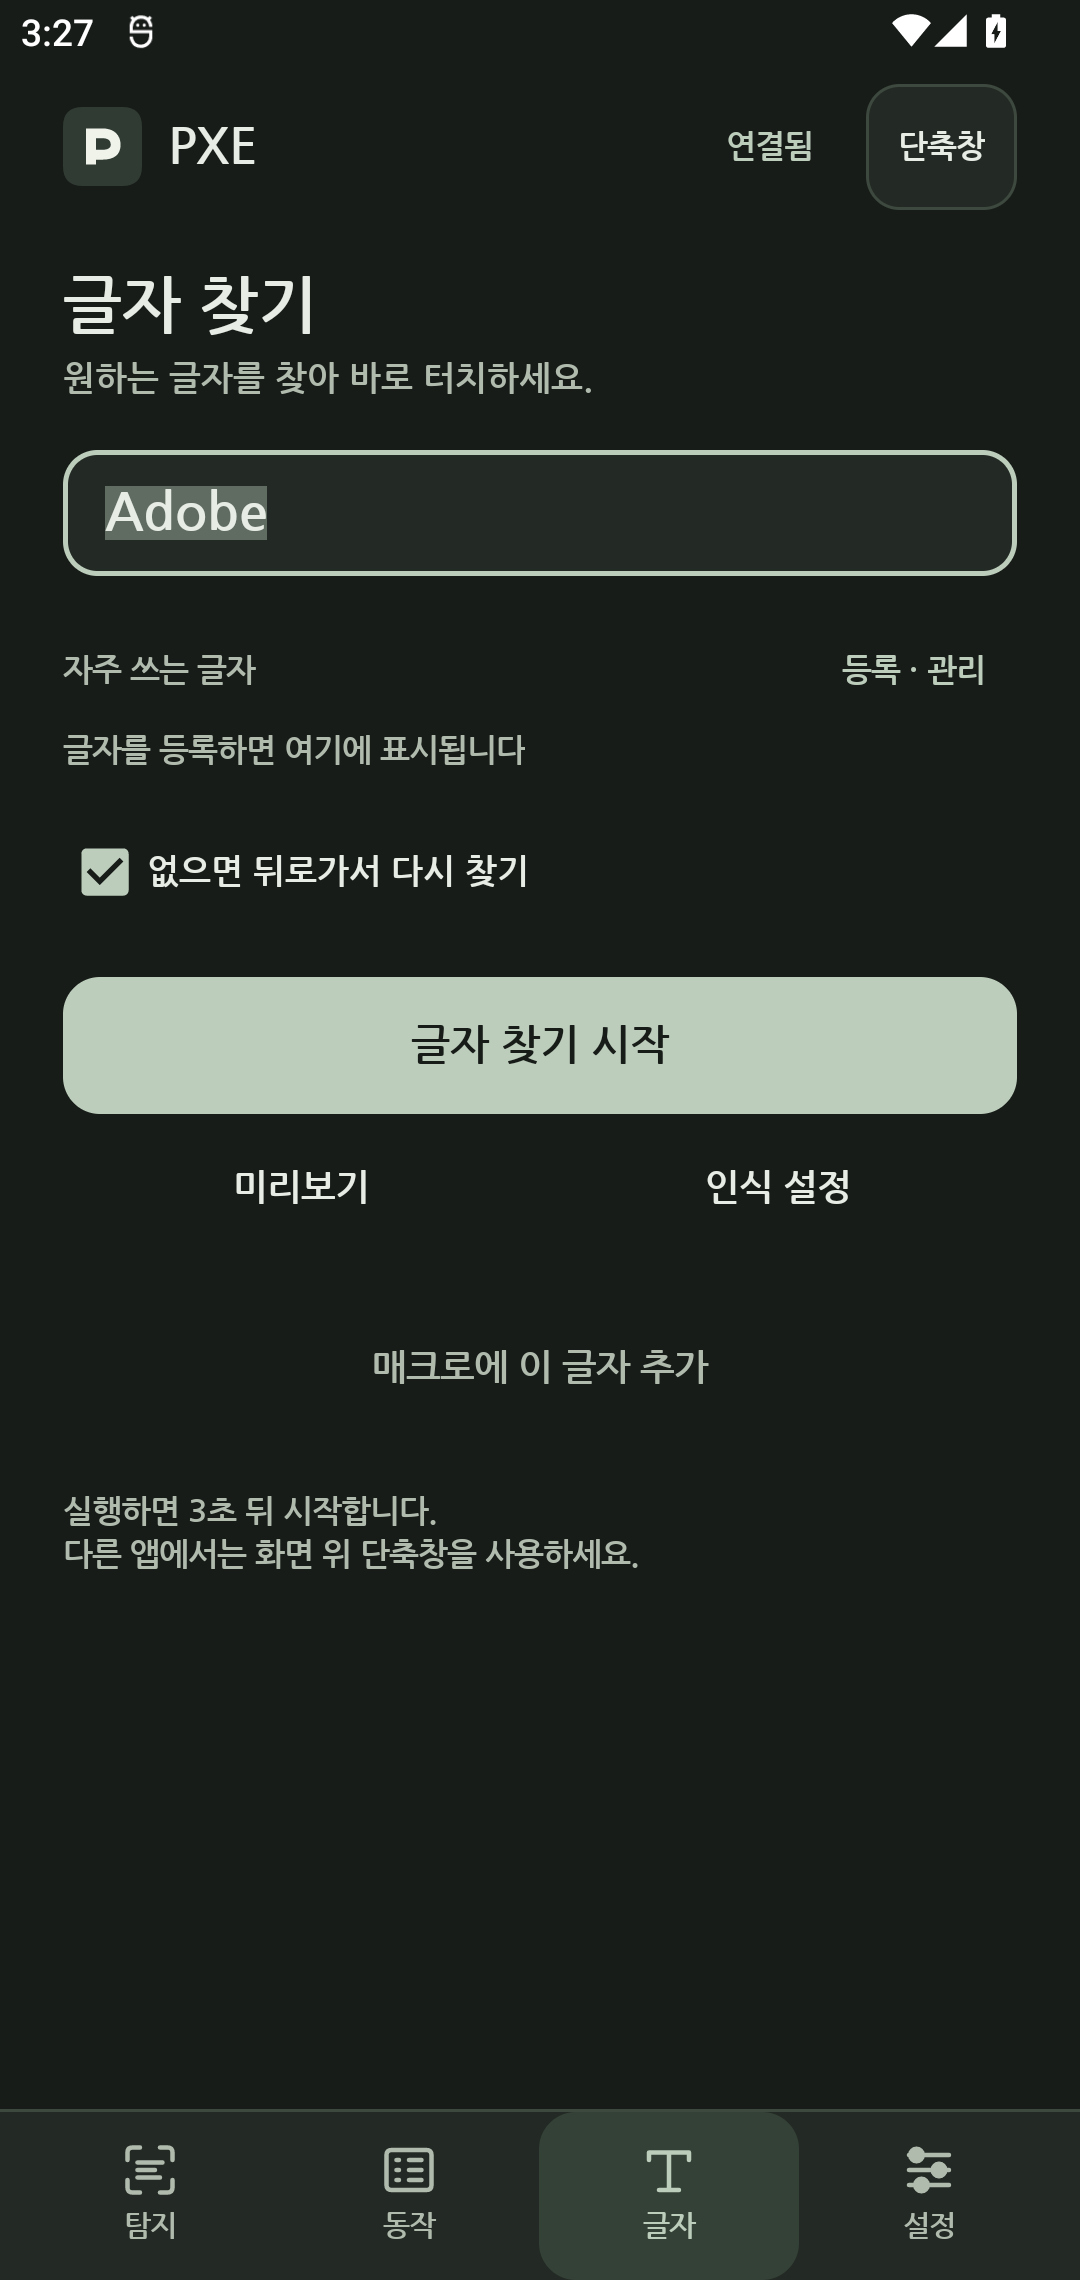 3:27
PXE
연결됨
단축창
글자 찾기
원하는 글자를 찾아 바로 터치하세요.
Adobe
자주 쓰는 글자
등록 · 관리
글자를 등록하면 여기에 표시됩니다
없으면 뒤로가서 다시 찾기
글자 찾기 시작
미리보기
인식 설정
매크로에 이 글자 추가
실행하면 3초 뒤 시작합니다.
다른 앱에서는 화면 위 단축창을 사용하세요.
탐지
동작
글자
설정